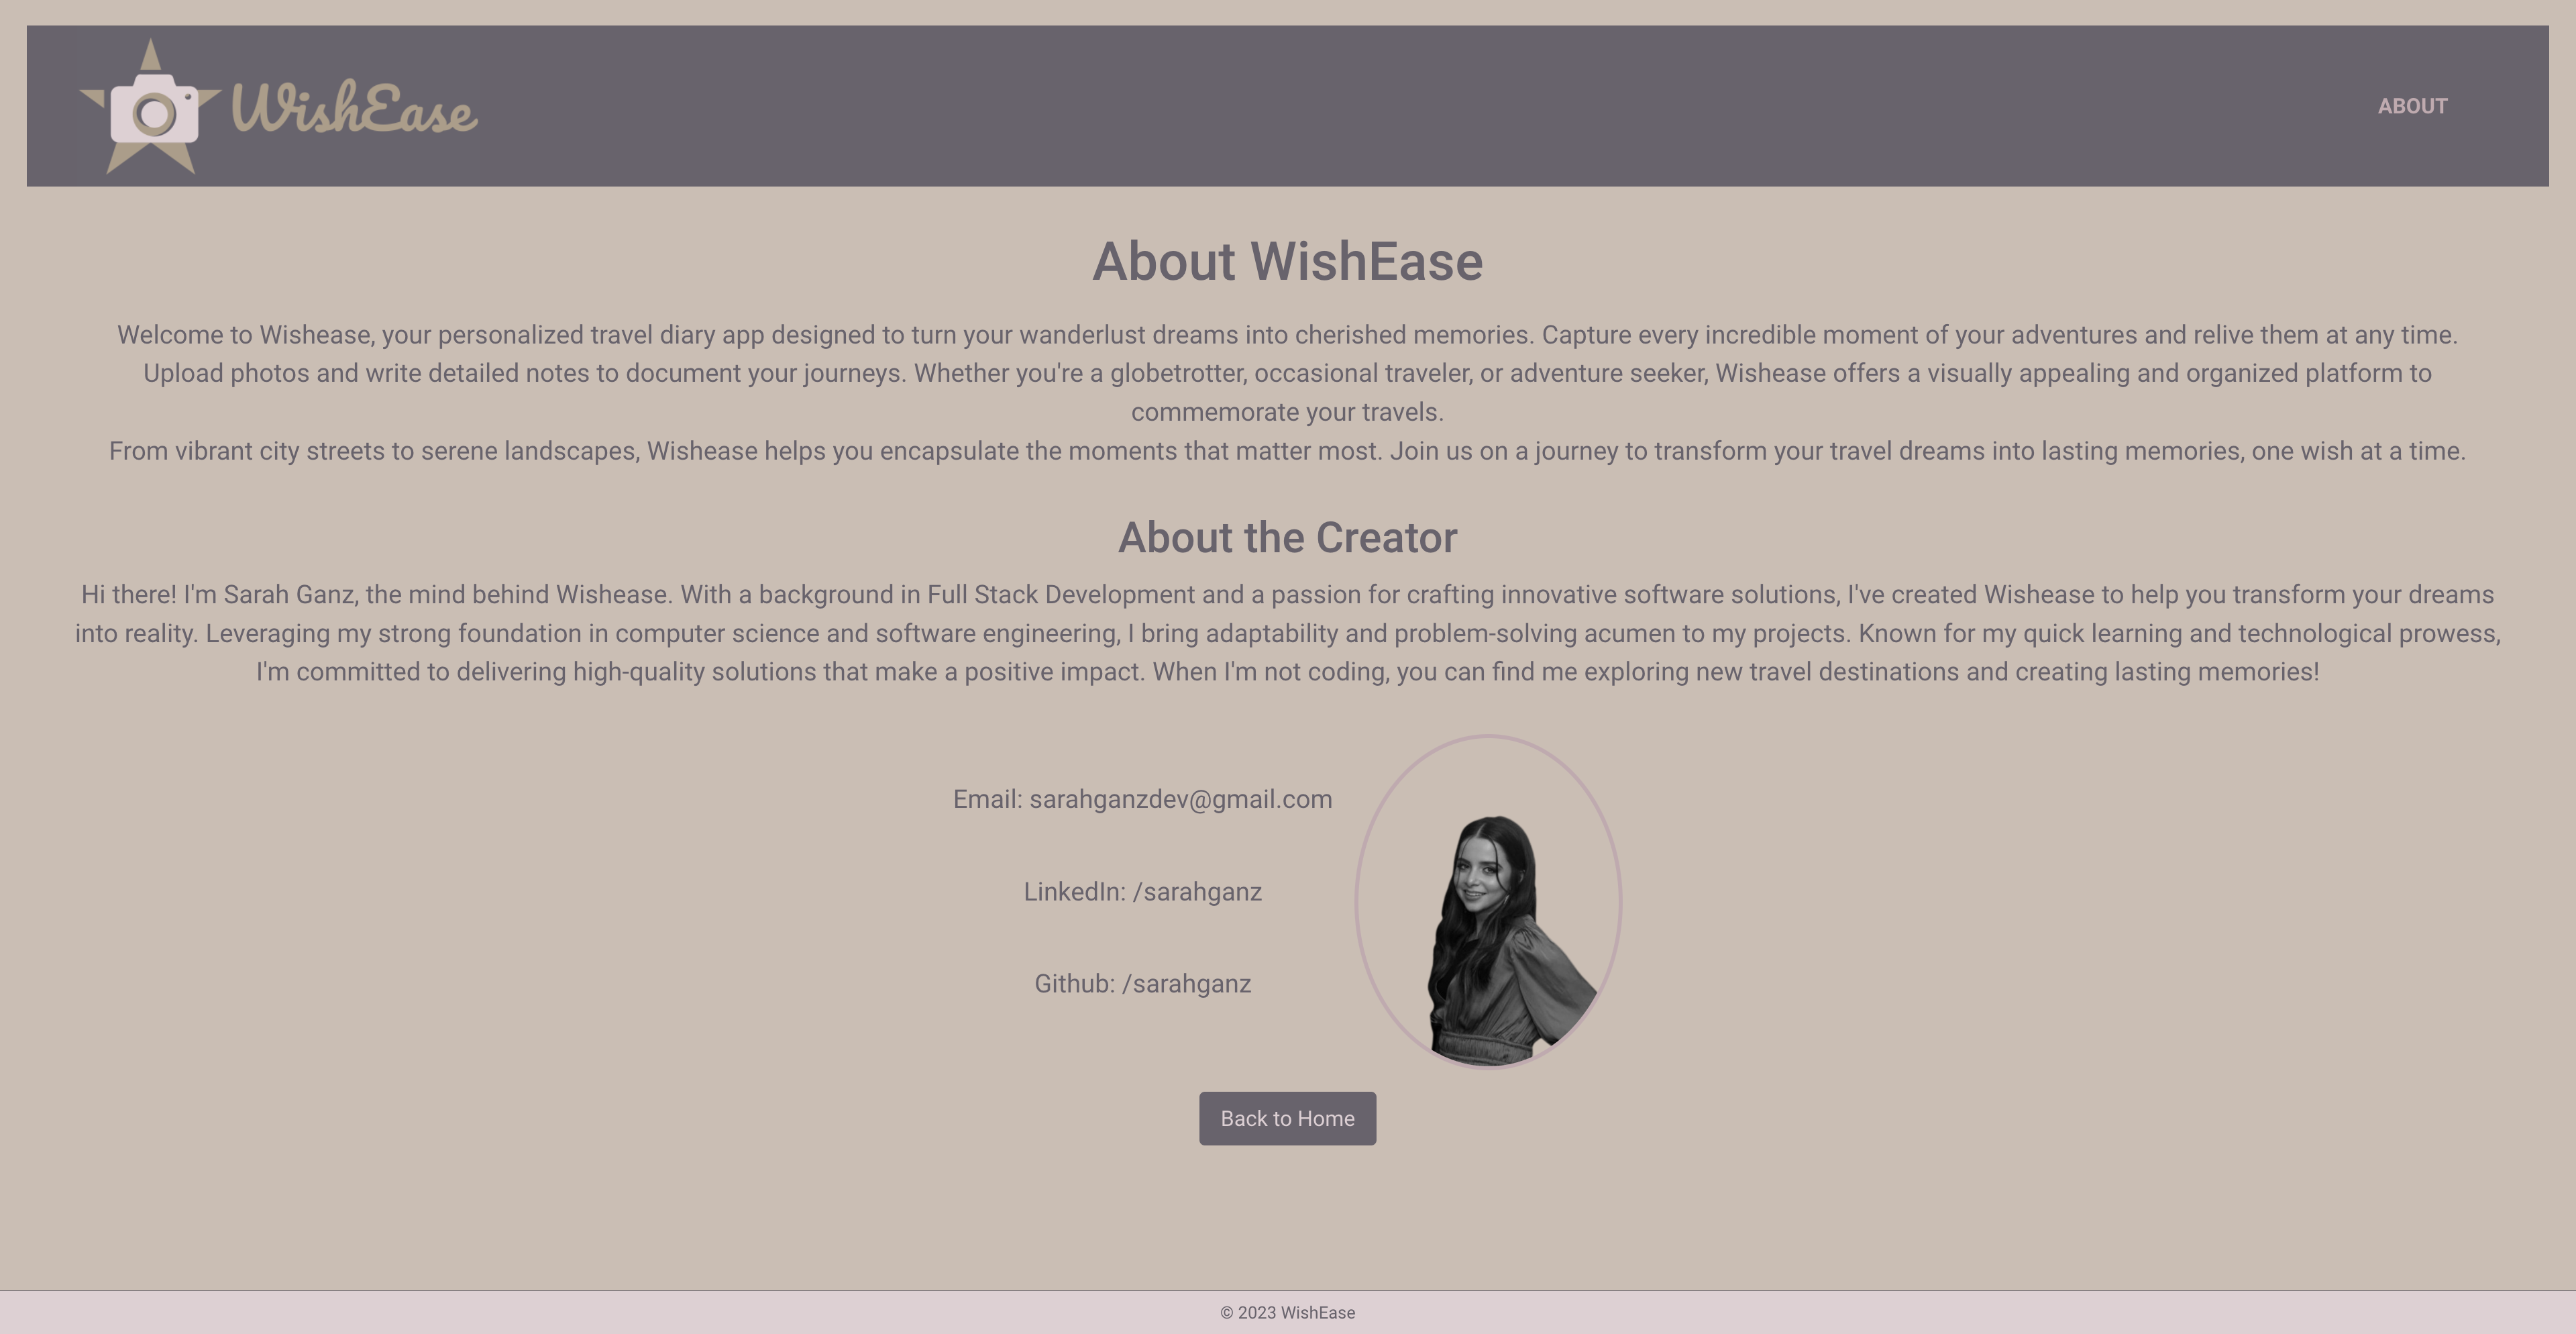 WishEase
ABOUT
About WishEase
Welcome to Wishease, your personalized travel diary app designed to turn your wanderlust dreams into cherished memories. Capture every incredible moment of your adventures and relive them at any time.
Upload photos and write detailed notes to document your journeys. Whether you're a globetrotter, occasional traveler, or adventure seeker, Wishease offers a visually appealing and organized platform to
commemorate your travels.
From vibrant city streets to serene landscapes, Wishease helps you encapsulate the moments that matter most. Join us on a journey to transform your travel dreams into lasting memories, one wish at a time.
About the Creator
Hi there! I'm Sarah Ganz, the mind behind Wishease. With a background in Full Stack Development and a passion for crafting innovative software solutions, I've created Wishease to help you transform your dreams
into reality. Leveraging my strong foundation in computer science and software engineering, I bring adaptability and problem-solving acumen to my projects. Known for my quick learning and technological prowess,
I'm committed to delivering high-quality solutions that make a positive impact. When I'm not coding, you can find me exploring new travel destinations and creating lasting memories!
Email: sarahganzdev@gmail.com
LinkedIn: /sarahganz
Github: /sarahganz
Back to Home
© 2023 WishEase